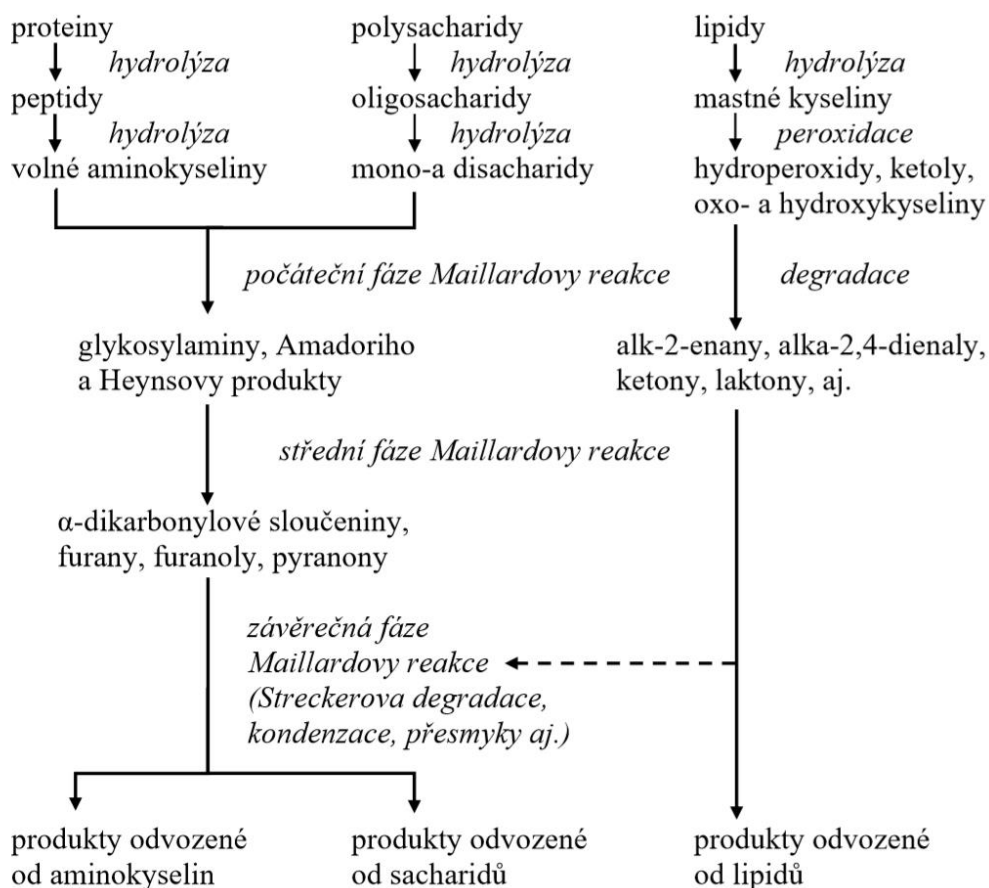 proteiny
polysacharidy
lipidy
hydrolýza
hydrolýza
hydrolýza
peptidy
oligosacharidy
mastné kyseliny
hydrolýza
hydrolýza
peroxidace
volné aminokyseliny
mono-a disacharidy
hydroperoxidy, ketoly,
oxo- a hydroxykyseliny
počáteční fáze Maillardovy reakce
degradace
glykosylaminy, Amadoriho
a Heynsovy produkty
alk-2-enany, alka-2,4-dienaly,
ketony, laktony, aj.
střední fáze Maillardovy reakce
α-dikarbonylové sloučeniny,
furany, furanoly, pyranony
závěrečná fáze
Maillardovy reakce
(Streckerova degradace,
kondenzace, přesmyky aj.)
produkty odvozené
od aminokyselin
produkty odvozené
od sacharidů
produkty odvozené
od lipidů